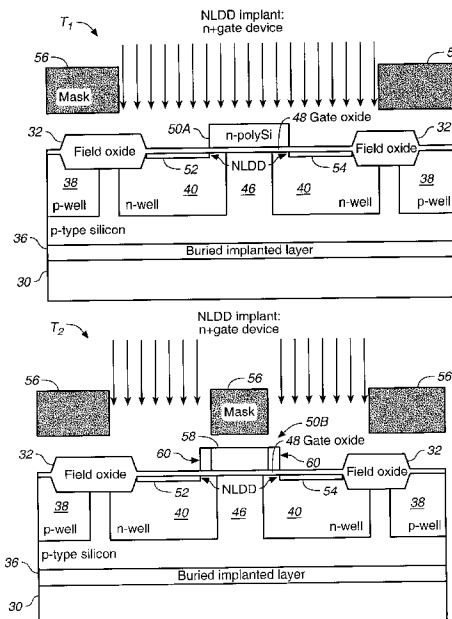 T1
NLDD implant:
n+gate device
56
5
Mask
50A
n-polySi
48 Gate oxide
32
Field oxide
52
NLDD
54
Field oxide
32
38
40
46
40
38
p-well
n-well
n-well
p-well
p-type silicon
36
Buried implanted layer
30
T2
NLDD implant:
n+gate device
56
56
56
Mask
50B
58
48 Gate oxide
32
60
60
32
Field oxide
52
NLDD
54
Field oxide
38
40
46
40
38
p-well
n-well
n-well
p-well
p-type silicon
36
Buried implanted layer
30